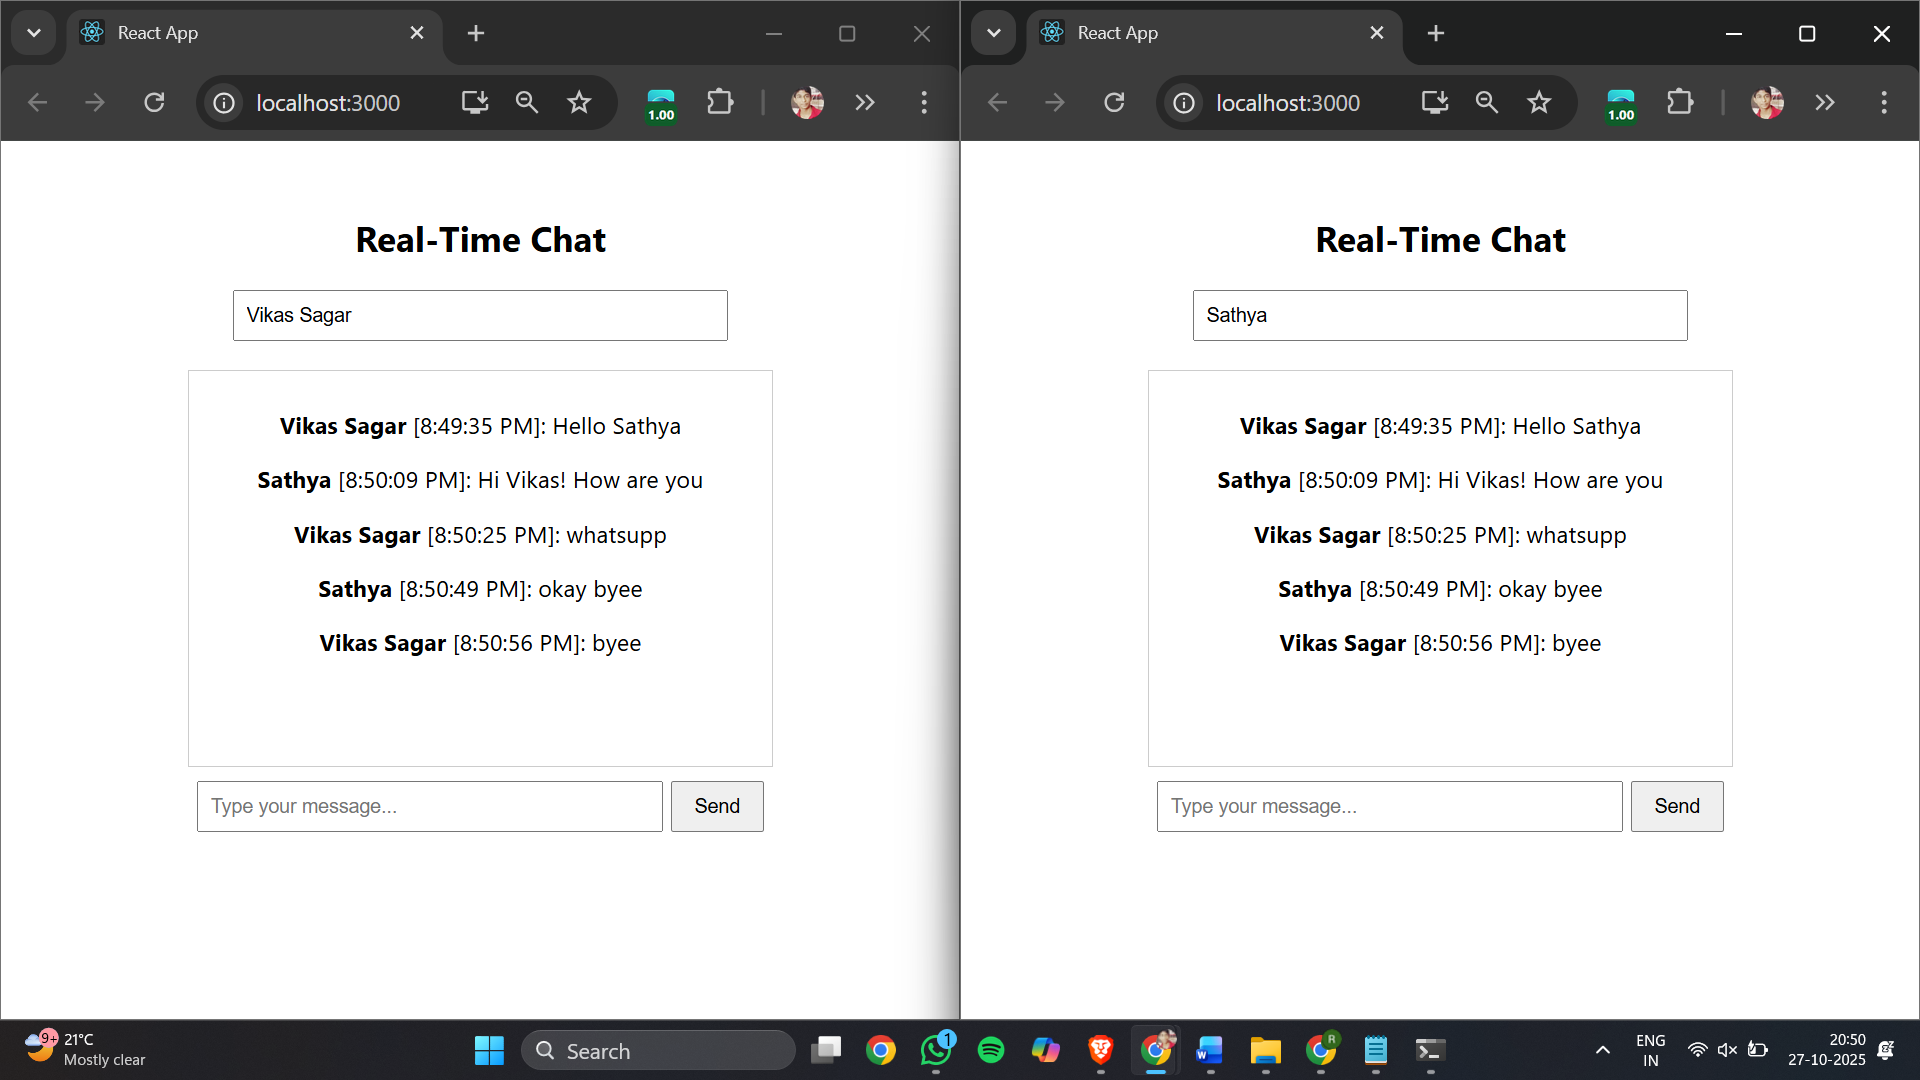 React App
localhost:3000
1.00
Real-Time Chat
Vikas Sagar
Vikas Sagar [8:49:35 PM]: Hello Sathya
Sathya [8:50:09 PM]: Hi Vikas! How are you
Vikas Sagar [8:50:25 PM]: whatsupp
Sathya [8:50:49 PM]: okay byee
Vikas Sagar [8:50:56 PM]: byee
Type your message... Send
React App
localhost:3000
1.00
Real-Time Chat
Sathya
Vikas Sagar [8:49:35 PM]: Hello Sathya
Sathya [8:50:09 PM]: Hi Vikas! How are you
Vikas Sagar [8:50:25 PM]: whatsupp
Sathya [8:50:49 PM]: okay byee
Vikas Sagar [8:50:56 PM]: byee
Type your message... Send
9+
21°C
Mostly clear
Search
1
W
R
ENG
IN
20:50
27-10-2025